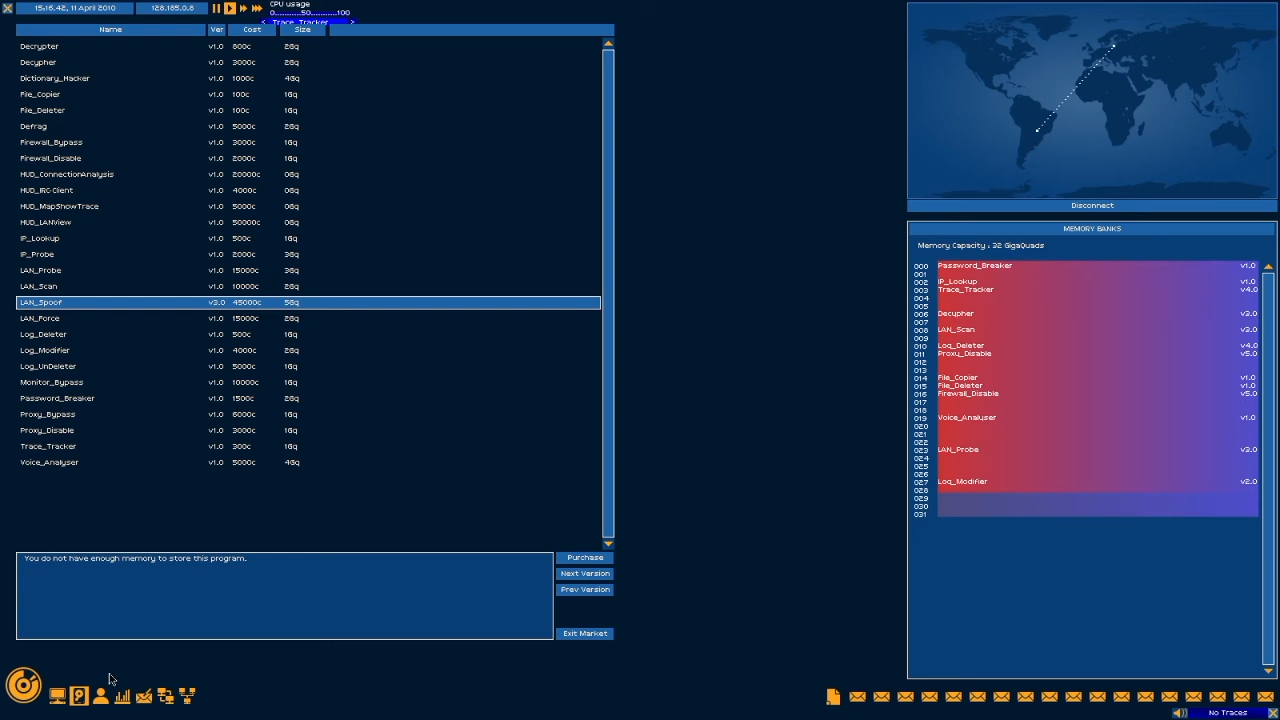 15:16.42, 11 April 2010
128.185.0.8
CPU usage
0.........50.......100
< Trace_Tracker >
Name Ver Cost Size
Decrypter v1.0 800c 2Gq
Decypher v1.0 3000c 2Gq
Dictionary_Hacker v1.0 1000c 4Gq
File_Copier v1.0 100c 1Gq
File_Deleter v1.0 100c 1Gq
Defrag v1.0 5000c 2Gq
Firewall_Bypass v1.0 3000c 1Gq
Firewall_Disable v1.0 2000c 1Gq
HUD_ConnectionAnalysis v1.0 20000c 0Gq
HUD_IRC-Client v1.0 4000c 0Gq
HUD_MapShowTrace v1.0 5000c 0Gq
HUD_LANView v1.0 50000c 0Gq
IP_Lookup v1.0 500c 1Gq
IP_Probe v1.0 2000c 3Gq
LAN_Probe v1.0 15000c 3Gq
LAN_Scan v1.0 10000c 2Gq
LAN_Spoof v3.0 45000c 5Gq
LAN_Force v1.0 15000c 2Gq
Log_Deleter v1.0 500c 1Gq
Log_Modifier v1.0 4000c 2Gq
Log_UnDeleter v1.0 5000c 1Gq
Monitor_Bypass v1.0 10000c 1Gq
Password_Breaker v1.0 1500c 2Gq
Proxy_Bypass v1.0 6000c 1Gq
Proxy_Disable v1.0 3000c 1Gq
Trace_Tracker v1.0 300c 1Gq
Voice_Analyser v1.0 5000c 4Gq
You do not have enough memory to store this program.
Purchase
Next Version
Prev Version
Exit Market
Disconnect
MEMORY BANKS
Memory Capacity : 32 GigaQuads
000 Password_Breaker v1.0
001
002 IP_Lookup v1.0
003 Trace_Tracker v4.0
004
005
006 Decypher v3.0
007
008 LAN_Scan v3.0
009
010 Log_Deleter v4.0
011 Proxy_Disable v5.0
012
013
014 File_Copier v1.0
015 File_Deleter v1.0
016 Firewall_Disable v5.0
017
018
019 Voice_Analyser v1.0
020
021
022
023 LAN_Probe v3.0
024
025
026
027 Log_Modifier v2.0
028
029
030
031
No Traces